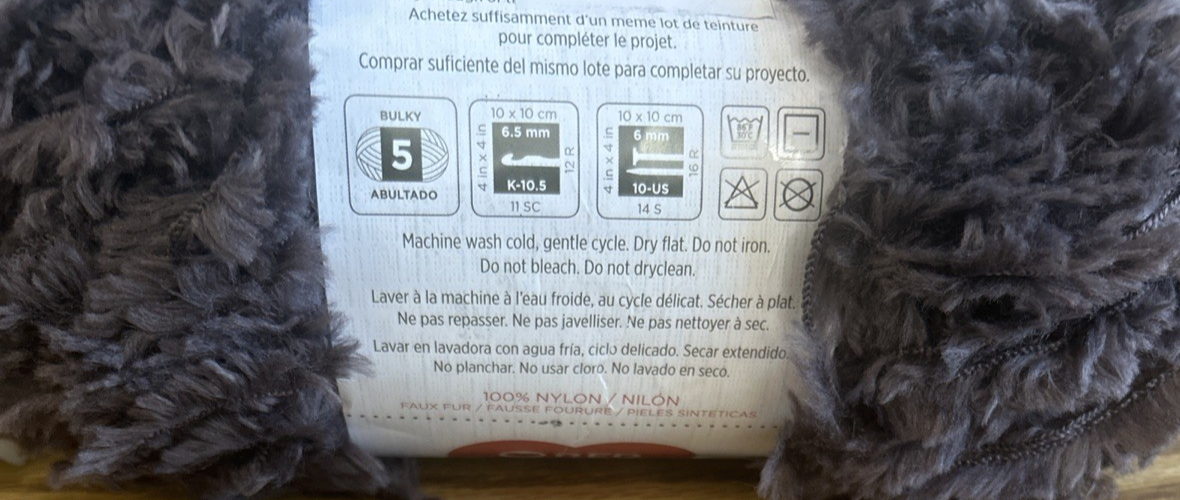 Achetez suffisamment d'un meme lot de teinture
pour compléter le projet.
Comprar suficiente del mismo lote para completar su proyecto.
BULKY
5
ABULTADO
10 x 10 cm
4 in x 4 in
6.5 mm
12 R
K-10.5
11 SC
10 x 10 cm
4 in x 4 in
6 mm
16 R
10-US
14 S
86°F
30°C
Machine wash cold, gentle cycle. Dry flat. Do not iron.
Do not bleach. Do not dryclean.
Laver à la machine à l'eau froide, au cycle délicat. Sécher à plat.
Ne pas repasser. Ne pas javelliser. Ne pas nettoyer à sec.
Lavar en lavadora con agua fría, ciclo delicado. Secar extendido.
No planchar. No usar cloro. No lavado en seco.
100% NYLON / NILÓN
FAUX FUR / FAUSSE FOURURE / PIELES SINTETICAS